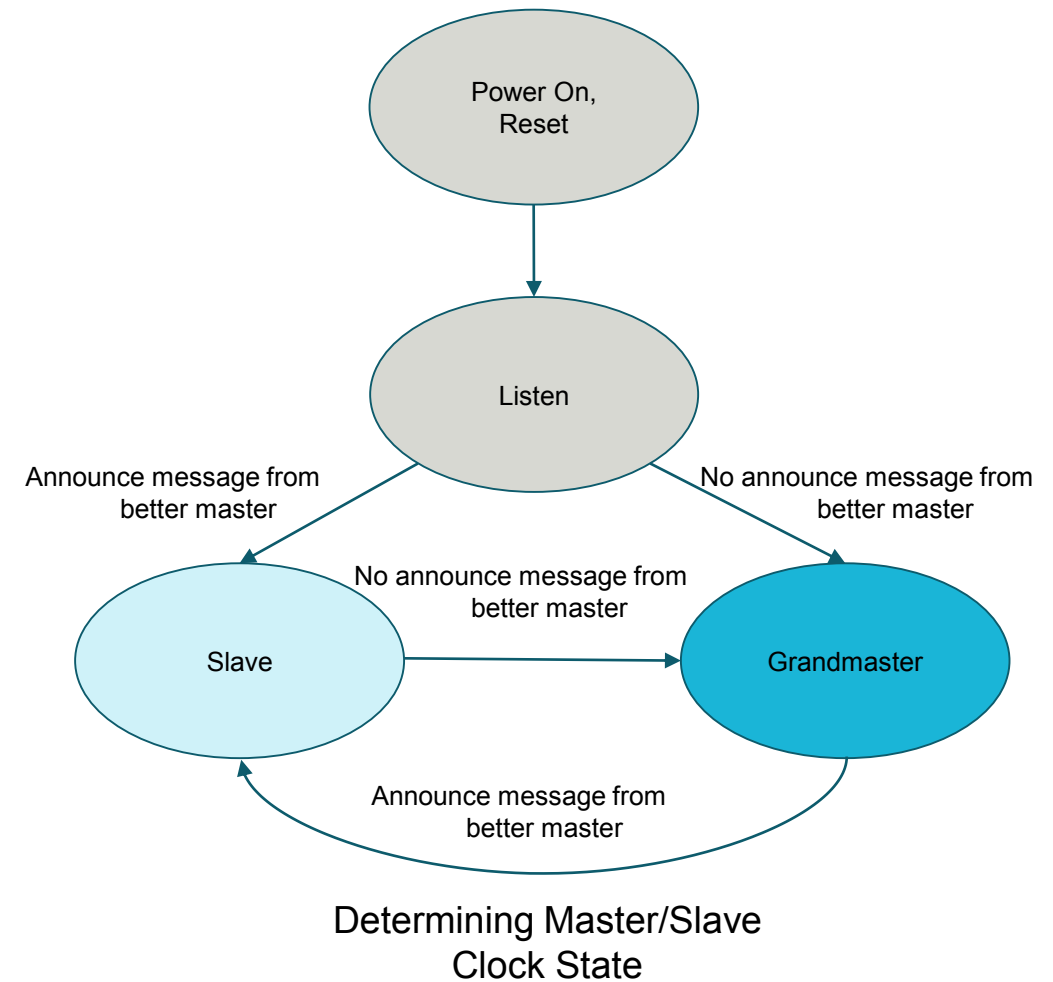 Power On,
Reset
Listen
Announce message from
better master
No announce message from
better master
No announce message from
better master
Slave
Grandmaster
Announce message from
better master
Determining Master/Slave
Clock State